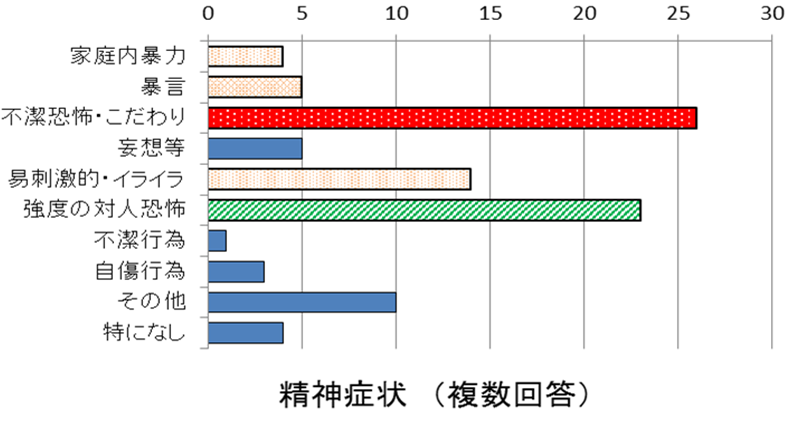 0 5 10 15 20 25 30
家庭内暴力
暴言
不潔恐怖・こだわり
妄想等
易刺激的・イライラ
強度の対人恐怖
不潔行為
自傷行為
その他
特になし
精神症状 （複数回答）